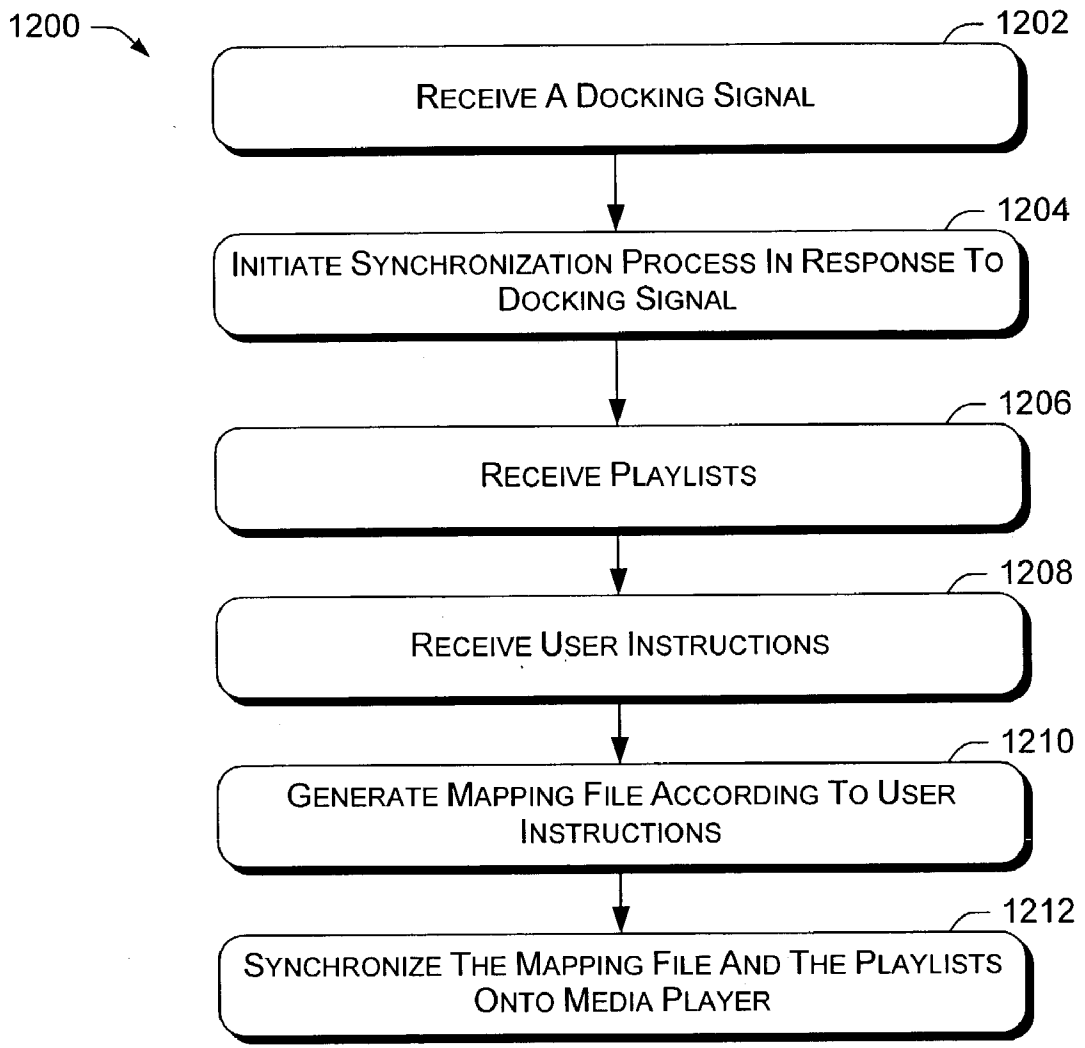 1200
1202
RECEIVE A DOCKING SIGNAL
1204
INITIATE SYNCHRONIZATION PROCESS IN RESPONSE TO
DOCKING SIGNAL
1206
RECEIVE PLAYLISTS
1208
RECEIVE USER INSTRUCTIONS
1210
GENERATE MAPPING FILE ACCORDING TO USER
INSTRUCTIONS
1212
SYNCHRONIZE THE MAPPING FILE AND THE PLAYLISTS
ONTO MEDIA PLAYER